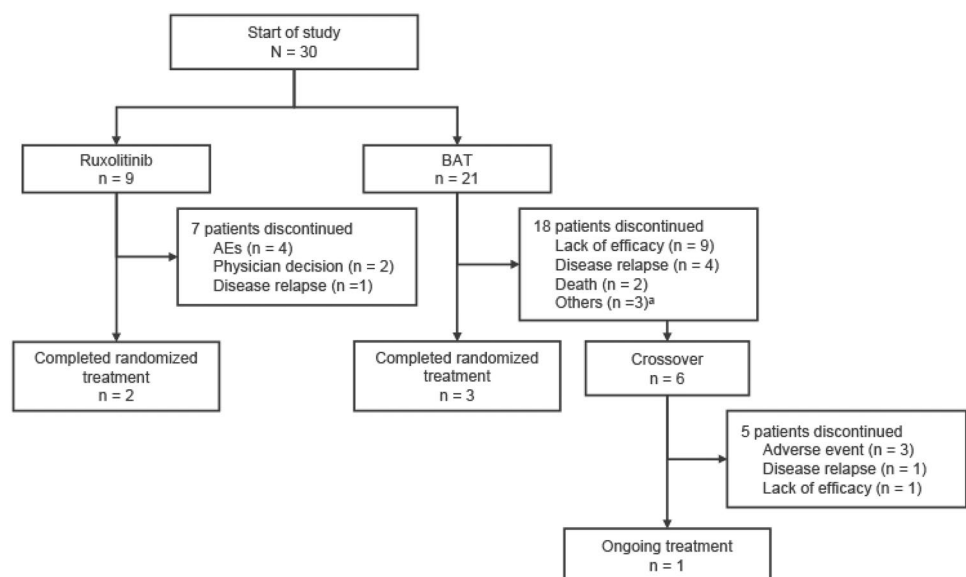 Start of study
N = 30
Ruxolitinib
n = 9
BAT
n = 21
7 patients discontinued
AEs (n = 4)
Physician decision (n = 2)
Disease relapse (n =1)
18 patients discontinued
Lack of efficacy (n = 9)
Disease relapse (n = 4)
Death (n = 2)
Others (n =3)ª
Completed randomized
treatment
n = 2
Completed randomized
treatment
n = 3
Crossover
n = 6
5 patients discontinued
Adverse event (n = 3)
Disease relapse (n = 1)
Lack of efficacy (n = 1)
Ongoing treatment
n = 1